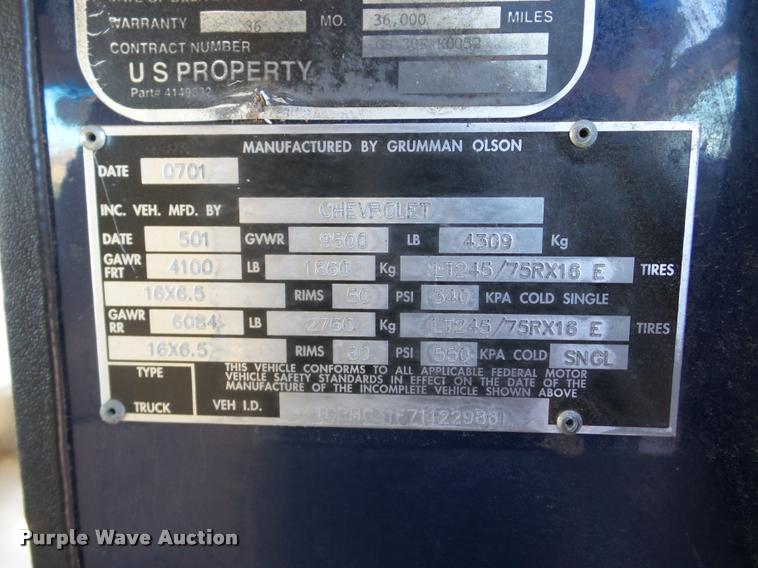 WARRANTY 36 MO. 36,000 MILES
CONTRACT NUMBER
U S PROPERTY
Part# 4149832
MANUFACTURED BY GRUMMAN OLSON
DATE 0701
INC. VEH. MFD. BY CHEVROLET
DATE 501 GVWR 9500 LB 4309 Kg
GAWR FRT 4100 LB 1860 Kg LT245/75RX16 E TIRES
16X6.5 RIMS 50 PSI 340 KPA COLD SINGLE
GAWR RR 6084 LB 2760 Kg LT245/75RX16 E TIRES
16X6.5 RIMS 80 PSI 550 KPA COLD SNGL
TYPE
TRUCK
THIS VEHICLE CONFORMS TO ALL APPLICABLE FEDERAL MOTOR
VEHICLE SAFETY STANDARDS IN EFFECT ON THE DATE OF THE
MANUFACTURE OF THE INCOMPLETE VEHICLE SHOWN ABOVE
VEH I.D.
Purple Wave Auction